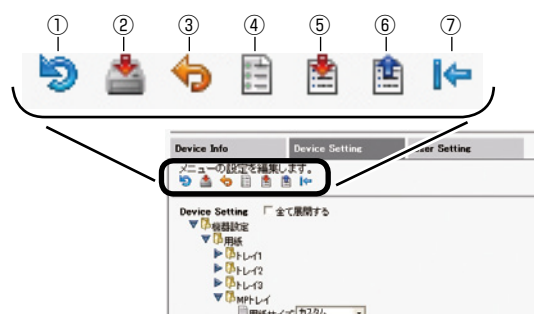 ① ② ③ ④ ⑤ ⑥ ⑦
Device Info Device Setting er Setting
メニューの設定を編集します。
Device Setting 全て展開する
機器設定
用紙
トレイ1
トレイ2
トレイ3
MPトレイ
用紙サイズ カスタム